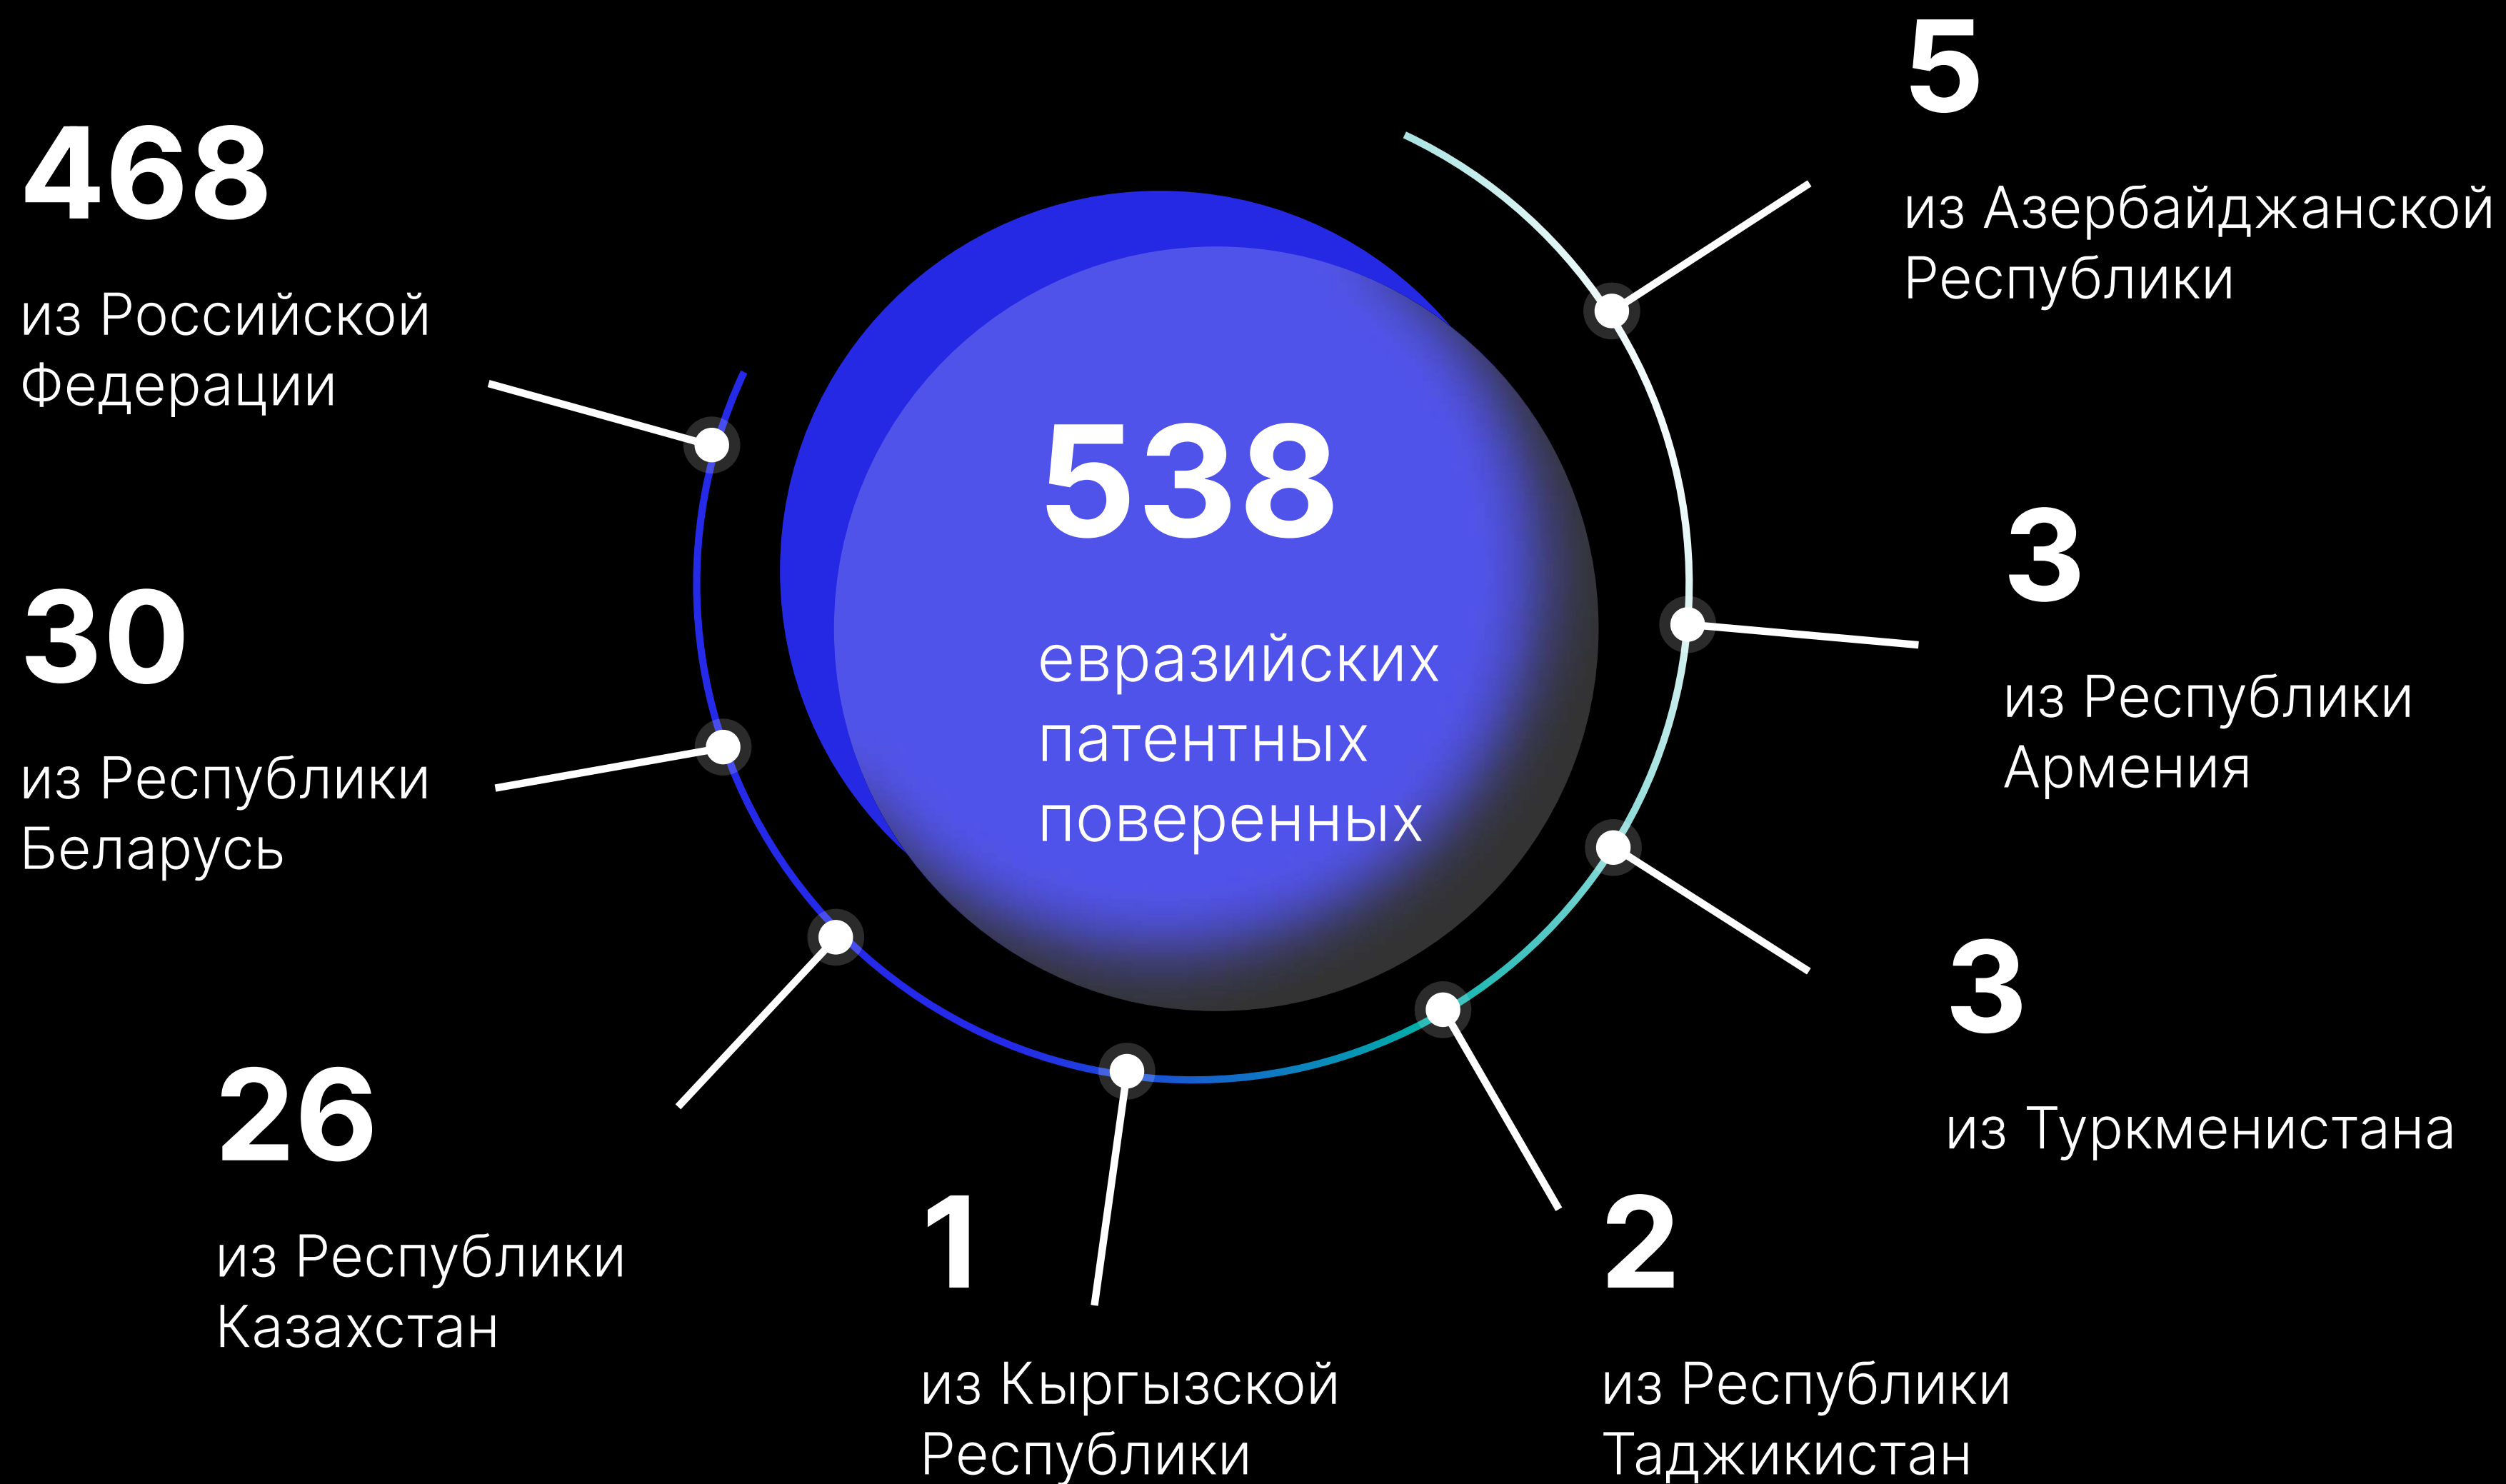 538
евразийских
патентных
поверенных
468
из Российской
Федерации
30
из Республики
Беларусь
26
из Республики
Казахстан
1
из Кыргызской
Республики
2
из Республики
Таджикистан
3
из Туркменистана
3
из Республики
Армения
5
из Азербайджанской
Республики